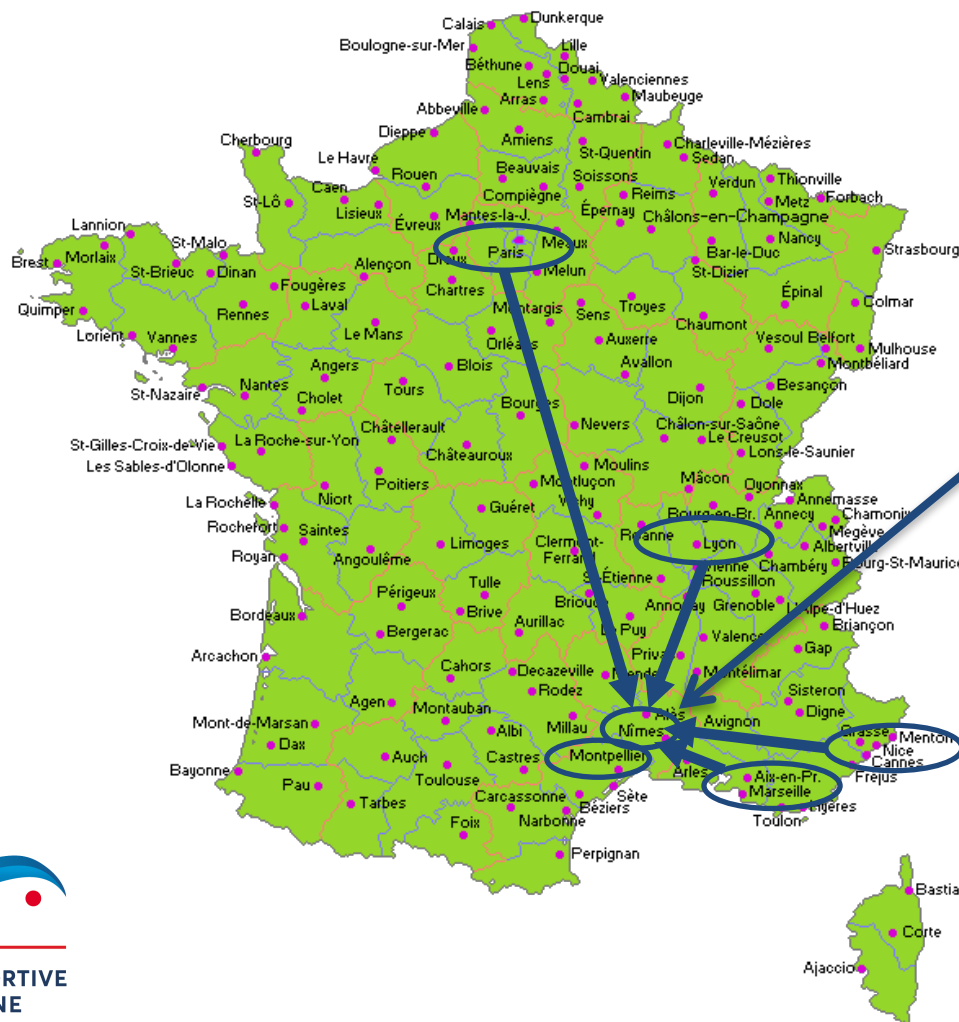 Dunkerque
Calais
Boulogne-sur-Mer
Lille
Béthune
Douai
Lens
Valenciennes
Arras
Maubeuge
Abbeville
Cambrai
Dieppe
Amiens
Cherbourg
Charleville-Mézières
St-Quentin
Sedan
Le Havre
Beauvais
Rouen
Soissons
Verdun
Thionville
Caen
Compiègne
Reims
Forbach
St-Lô
Metz
Lisieux
Épernay
Mantes-la-J.
Châlons-en-Champagne
Évreux
Lannion
St-Malo
Meaux
Nancy
Paris
Bar-le-Duc
Strasbourg
Brest
Morlaix
Dreux
St-Brieuc
Dinan
Alençon
Melun
St-Dizier
Fougères
Chartres
Épinal
Quimper
Rennes
Laval
Montargis
Sens
Troyes
Colmar
Chaumont
Lorient
Vannes
Le Mans
Orléans
Auxerre
Vesoul
Belfort
Mulhouse
Angers
Blois
Avallon
Montbéliard
St-Nazaire
Nantes
Tours
Besançon
Cholet
Bourges
Dijon
Dole
Châtellerault
Nevers
Châlon-sur-Saône
St-Gilles-Croix-de-Vie
La Roche-sur-Yon
Le Creusot
Châteauroux
Lons-le-Saunier
Les Sables-d'Olonne
Moulins
Poitiers
Montluçon
Mâcon
Oyonnax
Niort
Annemasse
La Rochelle
Guéret
Vichy
Bourg-en-Br.
Annecy
Chamonix
Rochefort
Saintes
Roanne
Megève
Limoges
Clermont-
Ferrand
Lyon
Albertville
Royan
Angoulême
Vienne
Chambéry
Bourg-St-Maurice
St-Étienne
Roussillon
Tulle
Périgueux
Brioude
Annonay
Grenoble
L'Alpe-d'Huez
Bordeaux
Brive
Aurillac
Le Puy
Briançon
Bergerac
Valence
Privas
Gap
Arcachon
Cahors
Decazeville
Mende
Montélimar
Rodez
Sisteron
Agen
Montauban
Alès
Digne
Mont-de-Marsan
Albi
Millau
Nîmes
Avignon
Grasse
Menton
Dax
Nice
Auch
Castres
Montpellier
Cannes
Bayonne
Toulouse
Arles
Aix-en-Pr.
Fréjus
Pau
Marseille
Tarbes
Carcassonne
Sète
Béziers
Hyères
Foix
Narbonne
Toulon
Perpignan
Bastia
Corte
Ajaccio
RTIVE
NE